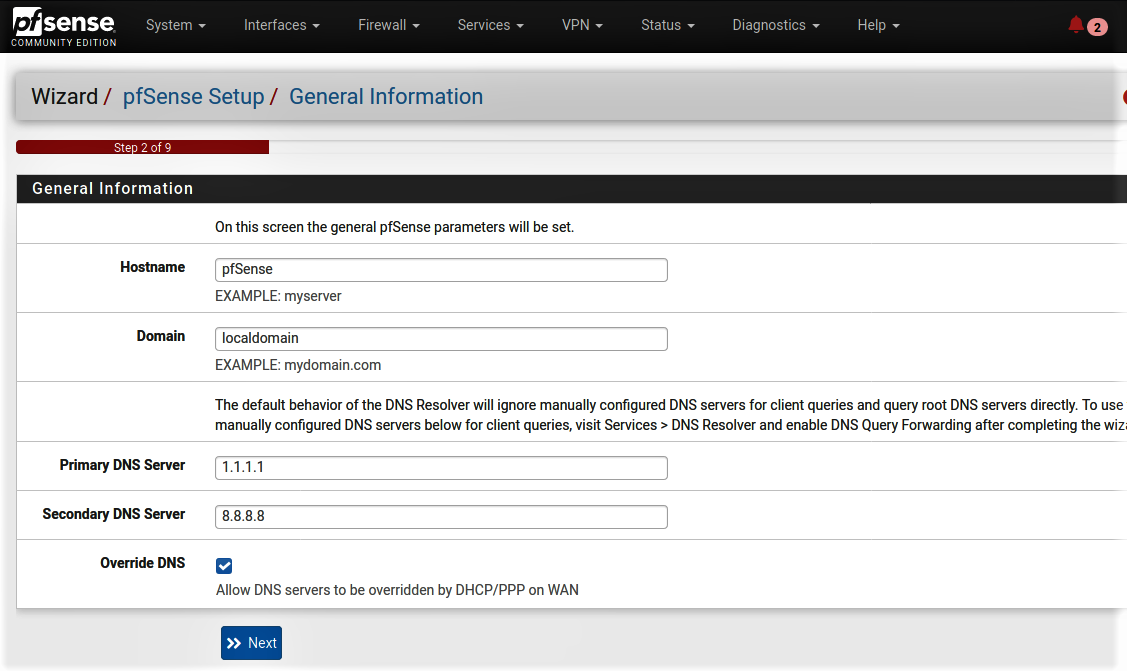 pfsense
COMMUNITY EDITION
System Interfaces Firewall Services VPN Status Diagnostics Help 2
Wizard / pfSense Setup / General Information
Step 2 of 9
General Information
On this screen the general pfSense parameters will be set.
Hostname pfSense
EXAMPLE: myserver
Domain localdomain
EXAMPLE: mydomain.com
The default behavior of the DNS Resolver will ignore manually configured DNS servers for client queries and query root DNS servers directly. To use
manually configured DNS servers below for client queries, visit Services > DNS Resolver and enable DNS Query Forwarding after completing the
Primary DNS Server 1.1.1.1
Secondary DNS Server 8.8.8.8
Override DNS
Allow DNS servers to be overridden by DHCP/PPP on WAN
Next